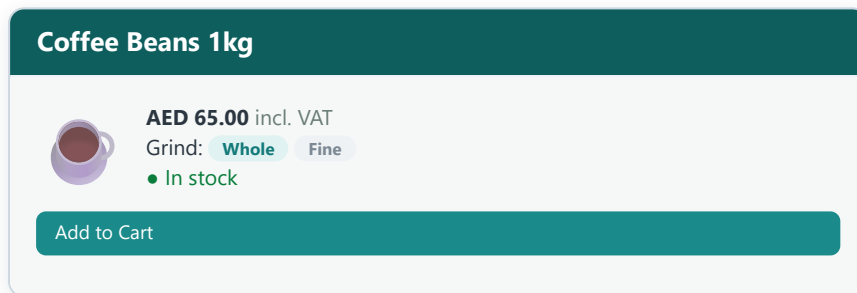 Coffee Beans 1kg
AED 65.00 incl. VAT
Grind: Whole Fine
● In stock
Add to Cart